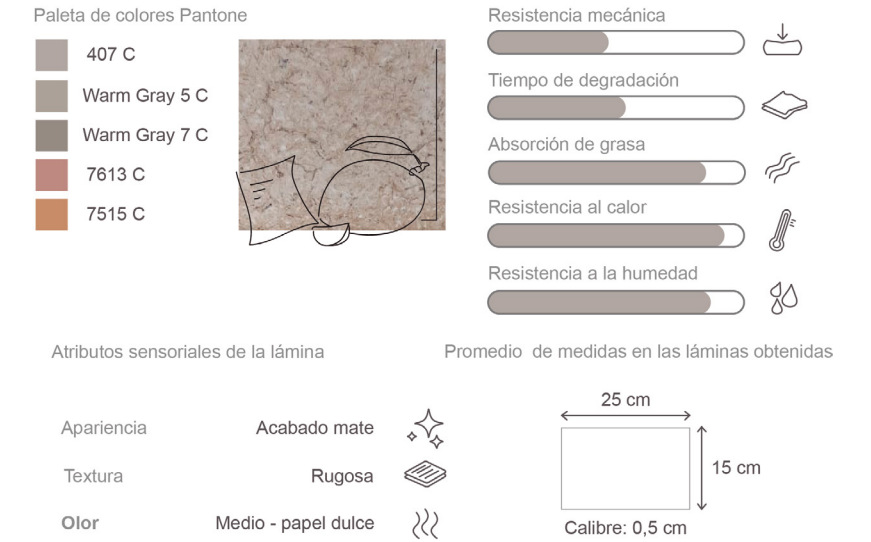 Paleta de colores Pantone
407 C
Warm Gray 5 C
Warm Gray 7 C
7613 C
7515 C
Resistencia mecánica
Tiempo de degradación
Absorción de grasa
Resistencia al calor
Resistencia a la humedad
Atributos sensoriales de la lámina
Apariencia Acabado mate
Textura Rugosa
Olor Medio - papel dulce
Promedio de medidas en las láminas obtenidas
25 cm
15 cm
Calibre: 0,5 cm